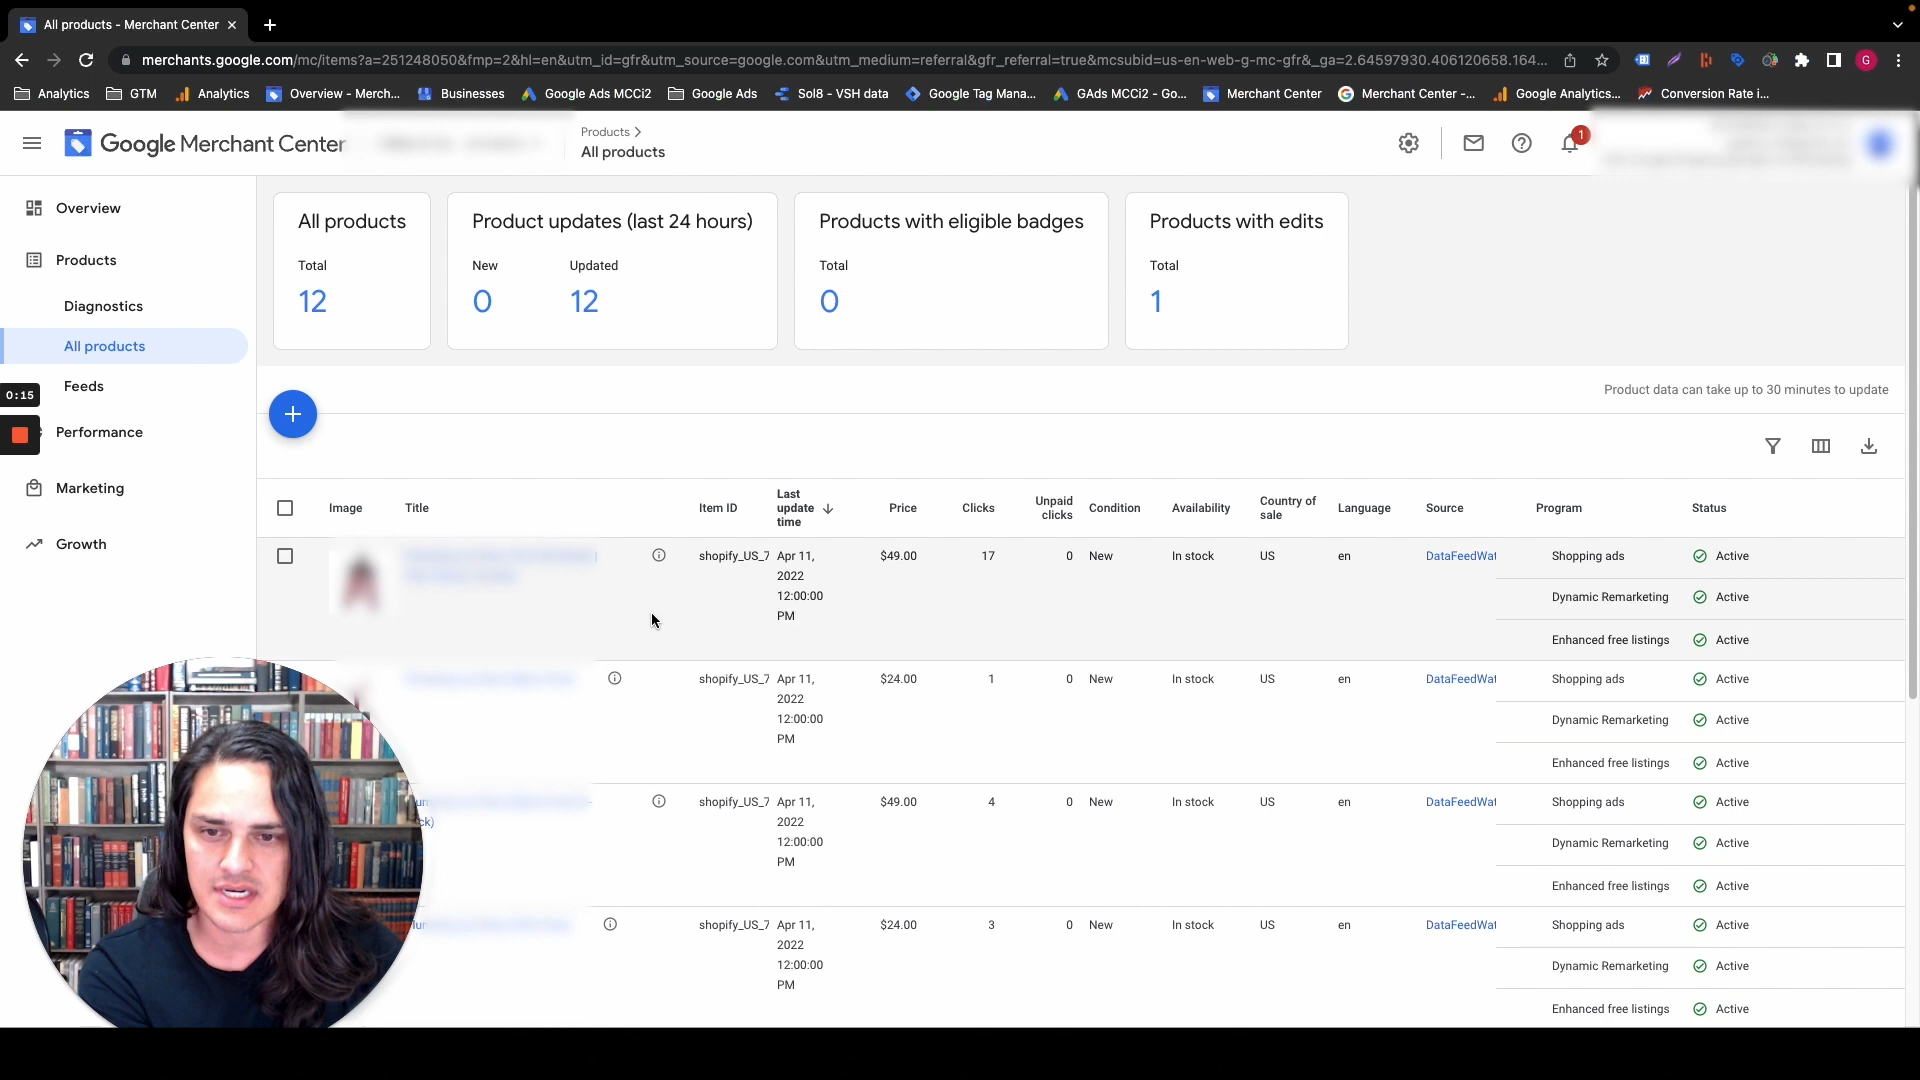 All products - Merchant Center
merchants.google.com/mc/items?a=251248050&fmp=2&hl=en&utm_id=gfr&utm_source=google.com&utm_medium=referral&gfr_referral=true&mcsubid=us-en-web-g-mc-gfr&_ga=2.64597930.406120658.164...
G
Analytics GTM Analytics Overview - Merch... Businesses Google Ads MCCi2 Google Ads Sol8 - VSH data Google Tag Mana... GAds MCCi2 - Go... Merchant Center Merchant Center -... Google Analytics... Conversion Rate i...
Google Merchant Center
Products
All products
1
Overview
Products
Diagnostics
All products
Feeds
0:15
Performance
Marketing
Growth
All products
Total
12
Product updates (last 24 hours)
New Updated
0 12
Products with eligible badges
Total
0
Products with edits
Total
1
Product data can take up to 30 minutes to update
Image Title Item ID Last update time Price Clicks Unpaid clicks Condition Availability Country of sale Language Source Program Status
shopify_US_7 Apr 11, $49.00 17 0 New In stock US en DataFeedWat Shopping ads Active
2022
12:00:00
PM
Dynamic Remarketing Active
Enhanced free listings Active
shopify_US_7 Apr 11, $24.00 1 0 New In stock US en DataFeedWat Shopping ads Active
2022
12:00:00
PM
Dynamic Remarketing Active
Enhanced free listings Active
shopify_US_7 Apr 11, $49.00 4 0 New In stock US en DataFeedWat Shopping ads Active
ck) 2022
12:00:00
PM
Dynamic Remarketing Active
Enhanced free listings Active
shopify_US_7 Apr 11, $24.00 3 0 New In stock US en DataFeedWat Shopping ads Active
2022
12:00:00
PM
Dynamic Remarketing Active
Enhanced free listings Active